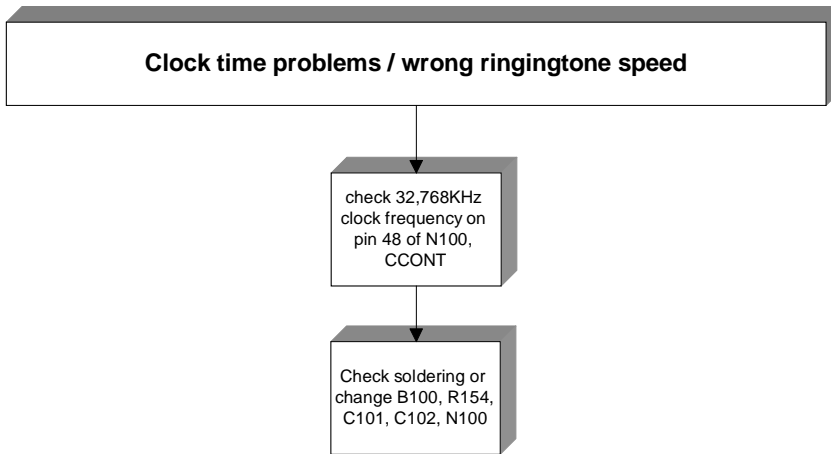 Clock time problems / wrong ringingtone speed
check 32,768KHz
clock frequency on
pin 48 of N100,
CCONT
Check soldering or
change B100, R154,
C101, C102, N100